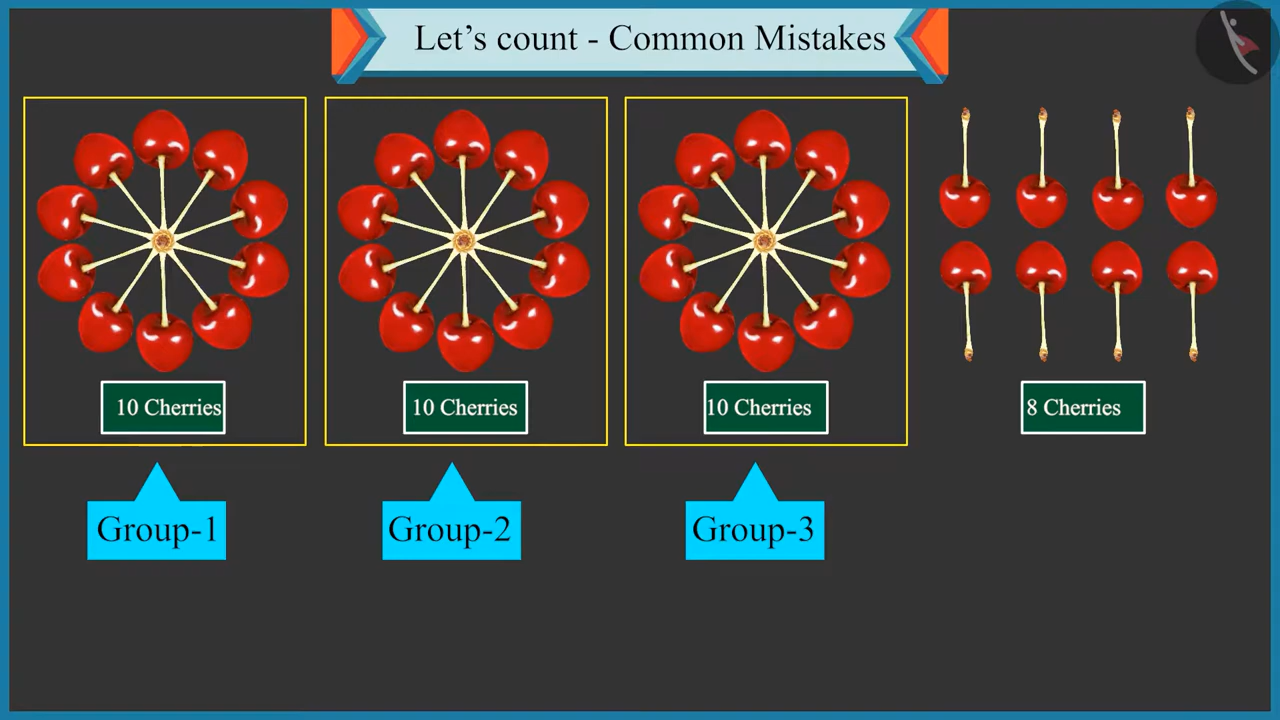 Let’s count - Common Mistakes
10 Cherries
10 Cherries
10 Cherries
8 Cherries
Group-1
Group-2
Group-3